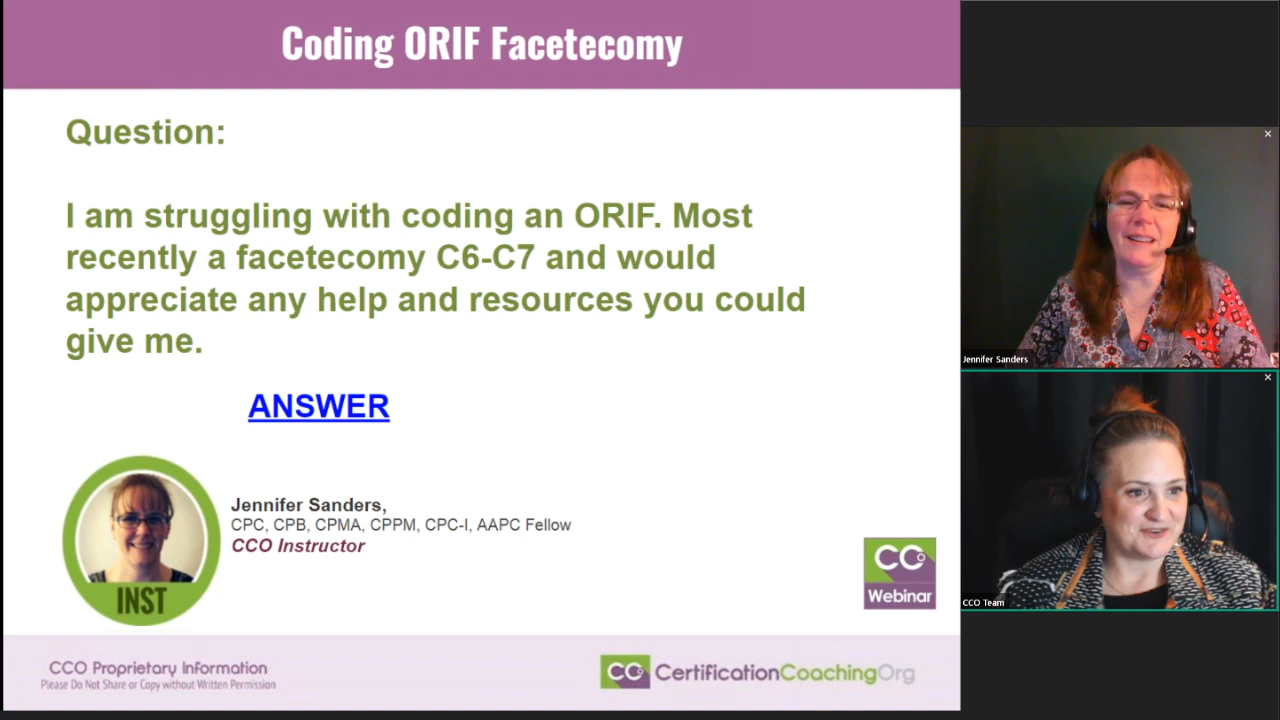 Coding ORIF Facetecomy
Question:
I am struggling with coding an ORIF. Most
recently a facetecomy C6-C7 and would
appreciate any help and resources you could
give me.
ANSWER
Jennifer Sanders,
CPC, CPB, CPMA, CPPM, CPC-I, AAPC Fellow
CCO Instructor
INST
CCO
Webinar
CCO Proprietary Information
Please Do Not Share or Copy without Written Permission
CCO CertificationCoachingOrg
Jennifer Sanders
CCO Team